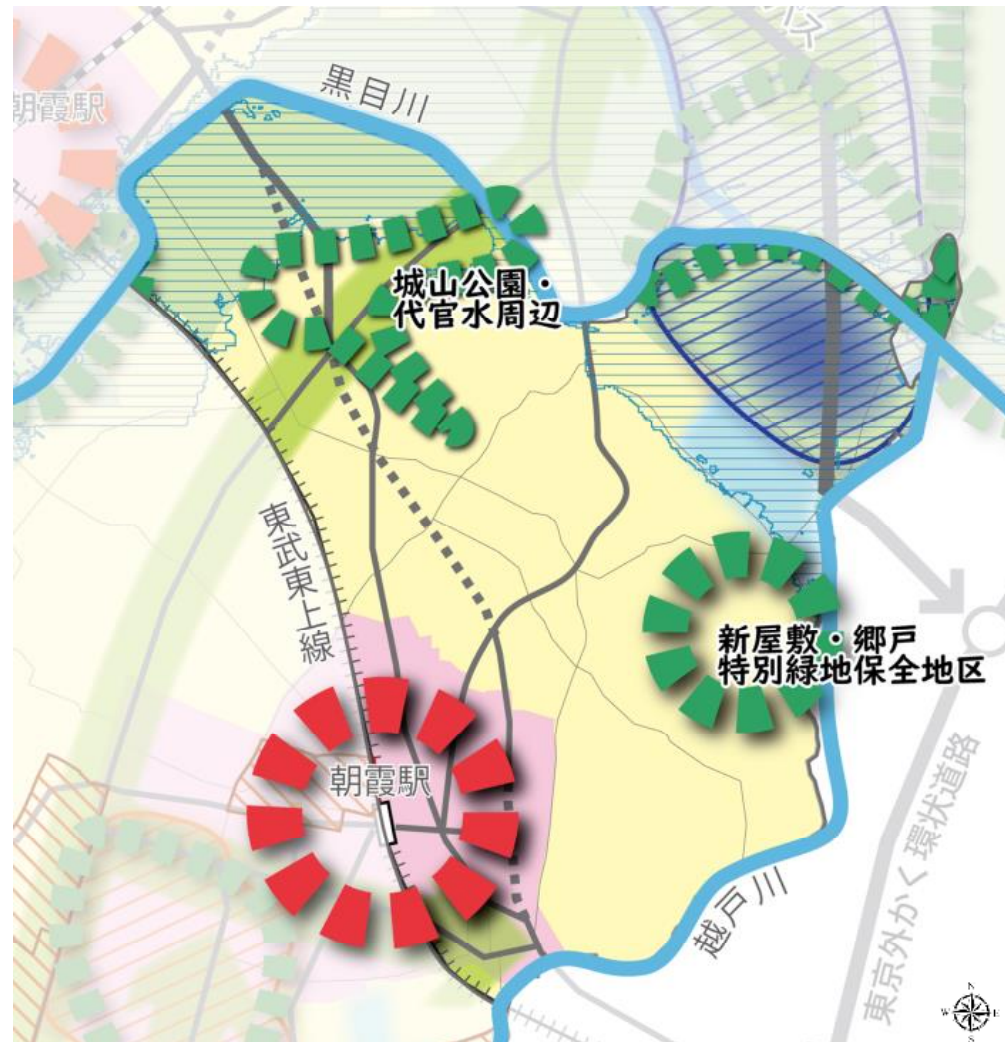 バス
黒目川
朝霞駅
城山公園・
代官水周辺
東武東上線
新屋敷・郷戸
特別緑地保全地区
朝霞駅
越戸川
東京外かく環状道路
N
W
E
S